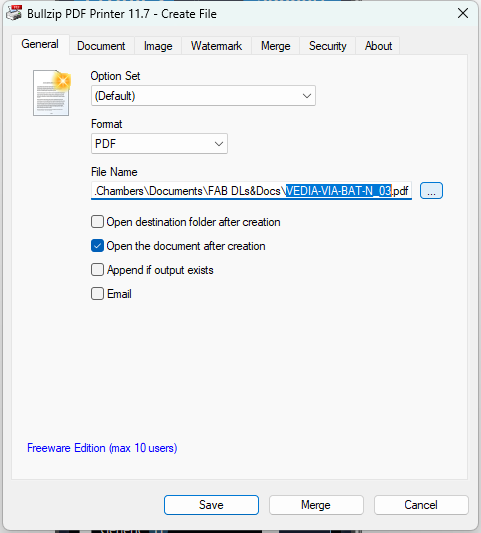 Bullzip PDF Printer 11.7 - Create File
General Document Image Watermark Merge Security About
Option Set
(Default)
Format
PDF
File Name
.Chambers\Documents\FAB DLs&Docs\VEDIA-VIA-BAT-N_03.pdf ...
Open destination folder after creation
Open the document after creation
Append if output exists
Email
Freeware Edition (max 10 users)
Save Merge Cancel